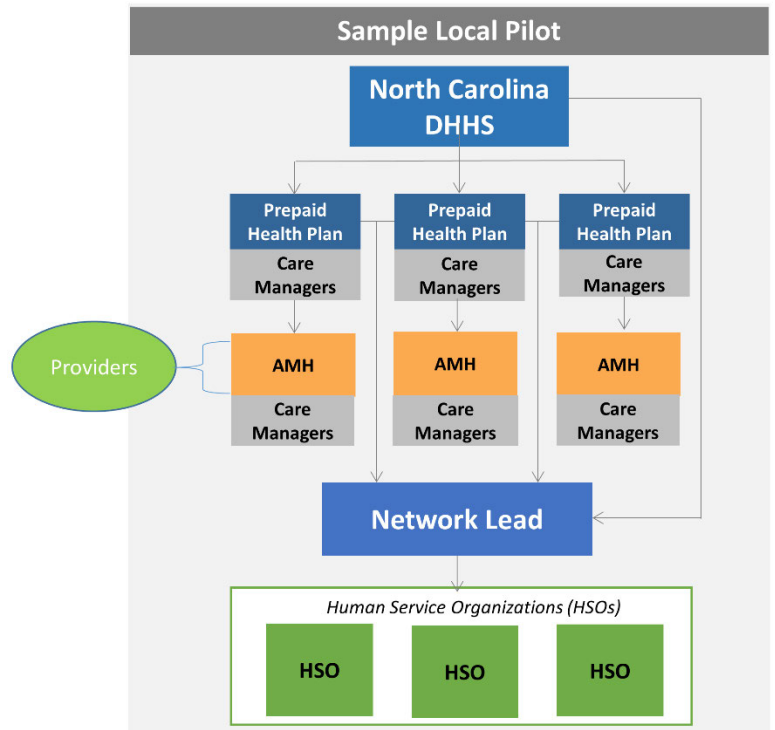 Sample Local Pilot
North Carolina
DHHS
Prepaid
Health Plan
Prepaid
Health Plan
Prepaid
Health Plan
Care
Managers
Care
Managers
Care
Managers
Providers
AMH
AMH
AMH
Care
Managers
Care
Managers
Care
Managers
Network Lead
Human Service Organizations (HSOs)
HSO
HSO
HSO